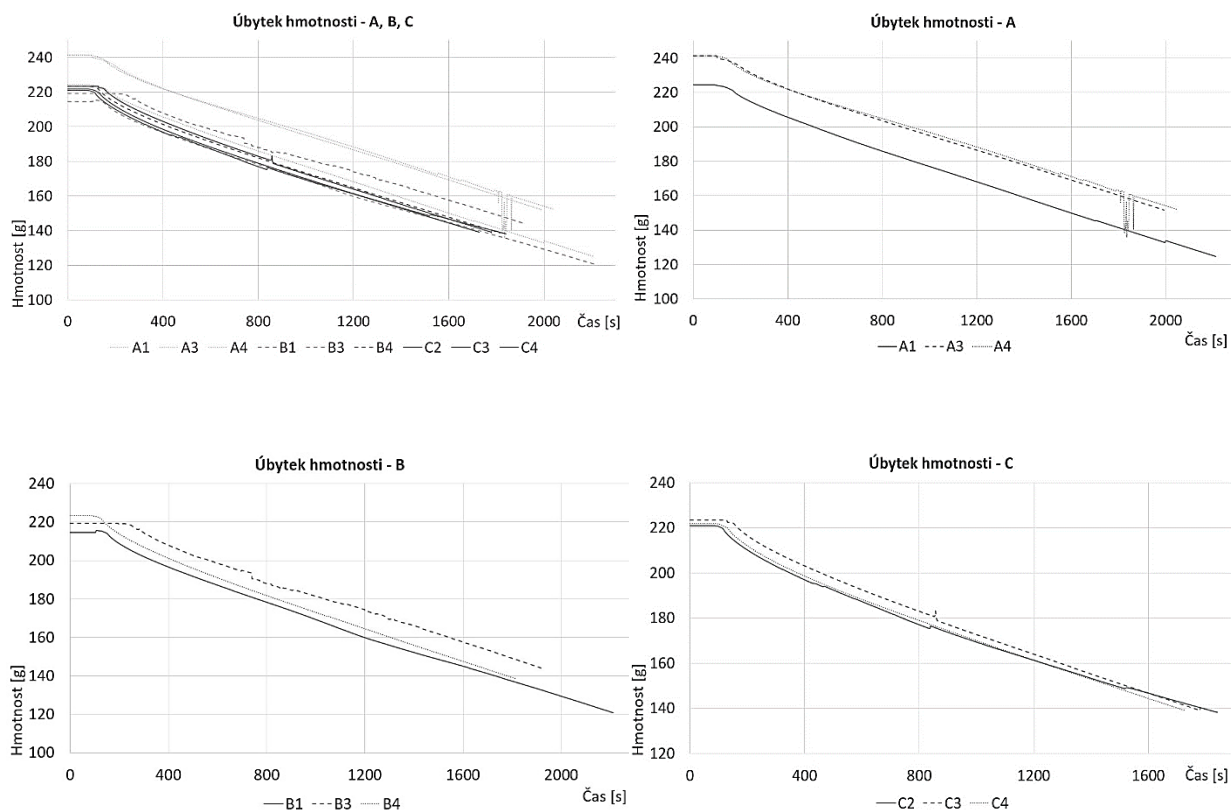 Úbytek hmotnosti - A, B, C
Hmotnost [g]
240
220
200
180
160
140
120
100
0 400 800 1200 1600 2000
Čas [s]
A1 A3 A4 B1 B3 B4 C2 C3 C4
Úbytek hmotnosti - A
Hmotnost [g]
240
220
200
180
160
140
120
100
0 400 800 1200 1600 2000
Čas [s]
A1 A3 A4
Úbytek hmotnosti - B
Hmotnost [g]
240
220
200
180
160
140
120
100
0 400 800 1200 1600 2000
Čas [s]
B1 B3 B4
Úbytek hmotnosti - C
Hmotnost [g]
240
220
200
180
160
140
120
0 400 800 1200 1600
Čas [s]
C2 C3 C4